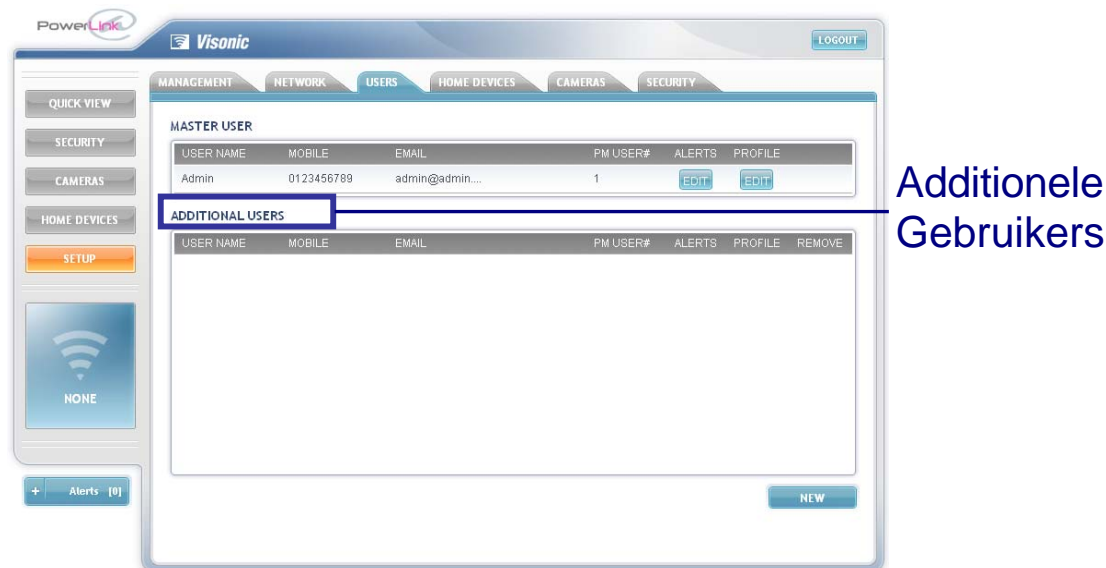 PowerLink
Visonic
LOGOUT
MANAGEMENT NETWORK USERS HOME DEVICES CAMERAS SECURITY
QUICK VIEW
SECURITY
CAMERAS
HOME DEVICES
SETUP
NONE
+ Alerts [0]
MASTER USER
USER NAME MOBILE EMAIL PM USER# ALERTS PROFILE
Admin 0123456789 admin@admin.... 1 EDIT EDIT
ADDITIONAL USERS
USER NAME MOBILE EMAIL PM USER# ALERTS PROFILE REMOVE
NEW
Additionele
Gebruikers